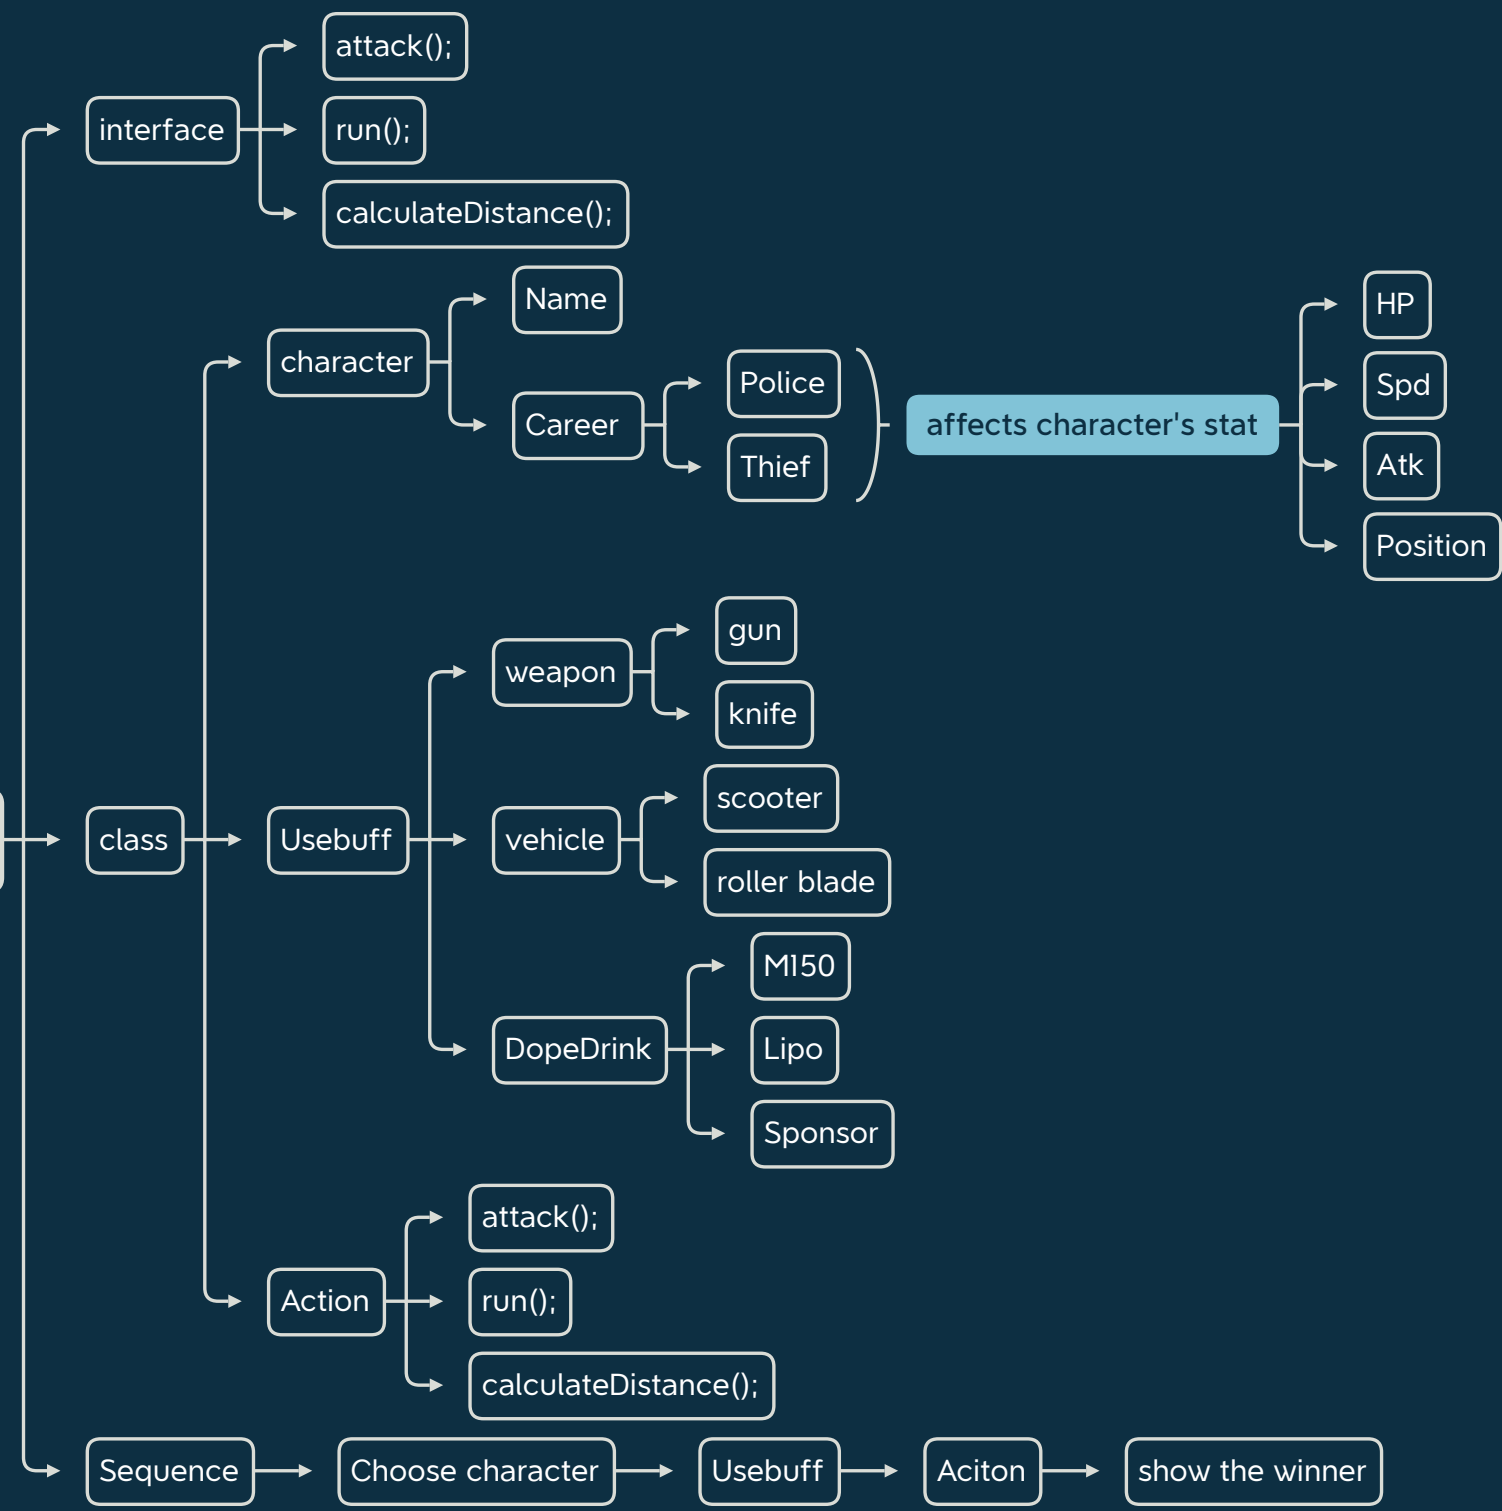 attack();
interface
run();
calculateDistance();
Name
character
Career
Police
Thief
affects character's stat
HP
Spd
Atk
Position
class
Usebuff
weapon
gun
knife
vehicle
scooter
roller blade
DopeDrink
M150
Lipo
Sponsor
Action
attack();
run();
calculateDistance();
Sequence
Choose character
Usebuff
Aciton
show the winner